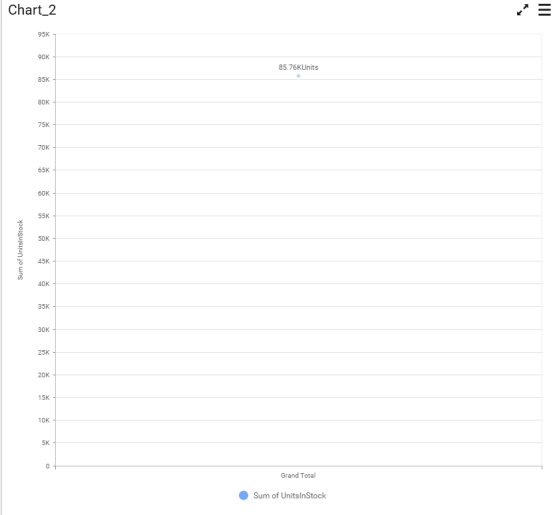 Chart_2
95K
90K
85.76KUnits
85K
80K
75K
70K
65K
60K
55K
50K
45K
40K
35K
30K
25K
20K
15K
10K
5K
0
Sum of UnitsInStock
Grand Total
Sum of UnitsInStock